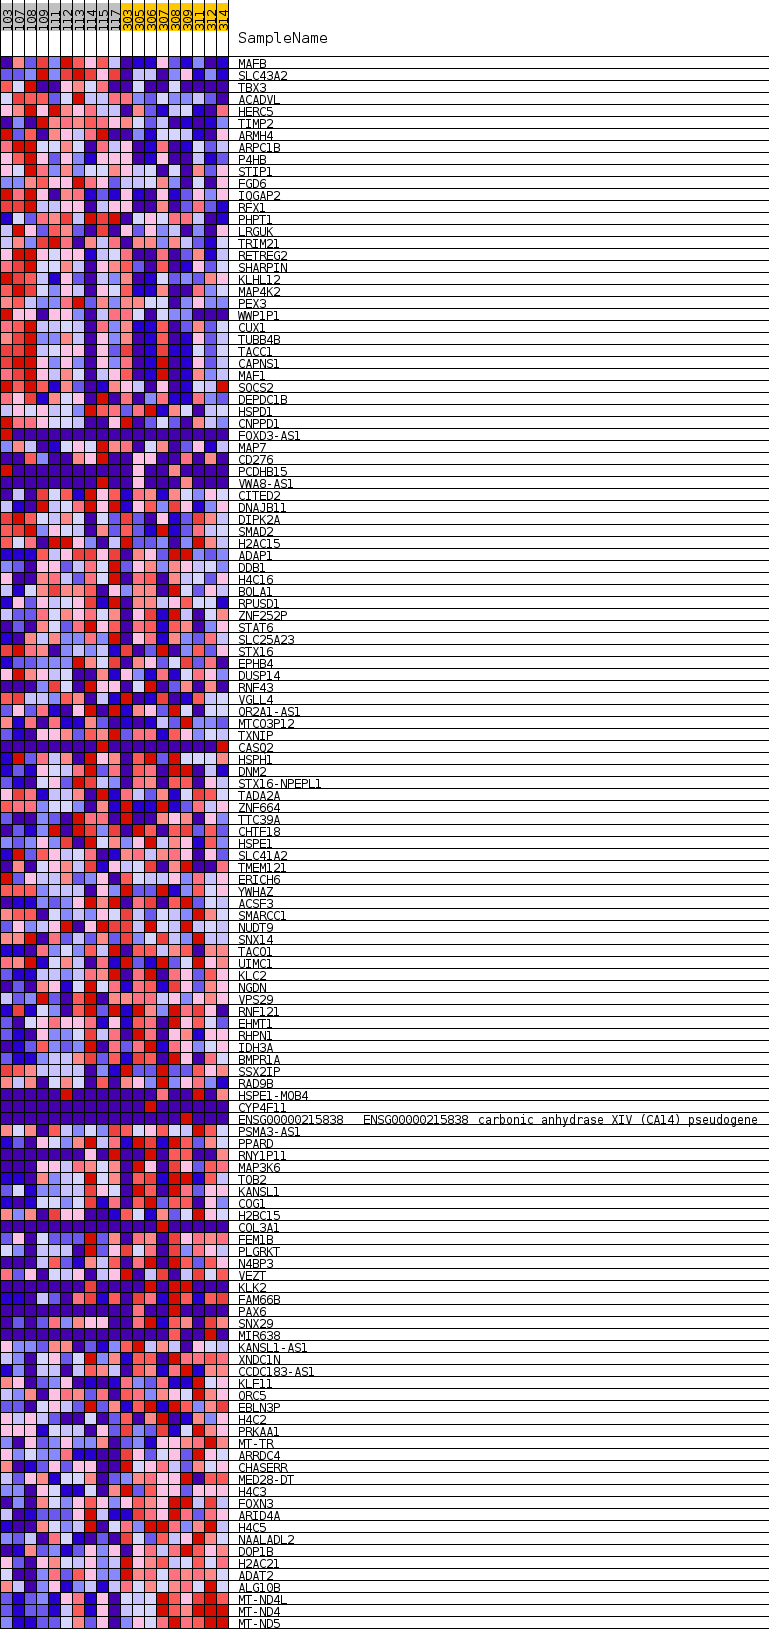 103 107 108 109 111 112 113 114 115 117 303 305 306 307 308 309 311 312 314
SampleName
MAFB
SLC43A2
TBX3
ACADVL
HERC5
TIMP2
ARMH4
ARPC1B
P4HB
STIP1
FGD6
IQGAP2
RFX1
PHPT1
LRGUK
TRIM21
RETREG2
SHARPIN
KLHL12
MAP4K2
PEX3
WWP1P1
CUX1
TUBB4B
TACC1
CAPNS1
MAF1
SOCS2
DEPDC1B
HSPD1
CNPPD1
FOXD3-AS1
MAP7
CD276
PCDHB15
VWA8-AS1
CITED2
DNAJB11
DIPK2A
SMAD2
H2AC15
ADAP1
DDB1
H4C16
BOLA1
RPUSD1
ZNF252P
STAT6
SLC25A23
STX16
EPHB4
DUSP14
RNF43
VGLL4
OR2A1-AS1
MTCO3P12
TXNIP
CASQ2
HSPH1
DNM2
STX16-NPEPL1
TADA2A
ZNF664
TTC39A
CHTF18
HSPE1
SLC41A2
TMEM121
ERICH6
YWHAZ
ACSF3
SMARCC1
NUDT9
SNX14
TACO1
UIMC1
KLC2
NGDN
VPS29
RNF121
EHMT1
RHPN1
IDH3A
BMPR1A
SSX2IP
RAD9B
HSPE1-MOB4
CYP4F11
ENSG00000215838 ENSG00000215838 carbonic anhydrase XIV (CA14) pseudogene
PSMA3-AS1
PPARD
RNY1P11
MAP3K6
TOB2
KANSL1
COG1
H2BC15
COL3A1
FEM1B
PLGRKT
N4BP3
VEZT
KLK2
FAM66B
PAX6
SNX29
MIR638
KANSL1-AS1
XNDC1N
CCDC183-AS1
KLF11
ORC5
EBLN3P
H4C2
PRKAA1
MT-TR
ARRDC4
CHASERR
MED28-DT
H4C3
FOXN3
ARID4A
H4C5
NAALADL2
DOP1B
H2AC21
ADAT2
ALG10B
MT-ND4L
MT-ND4
MT-ND5